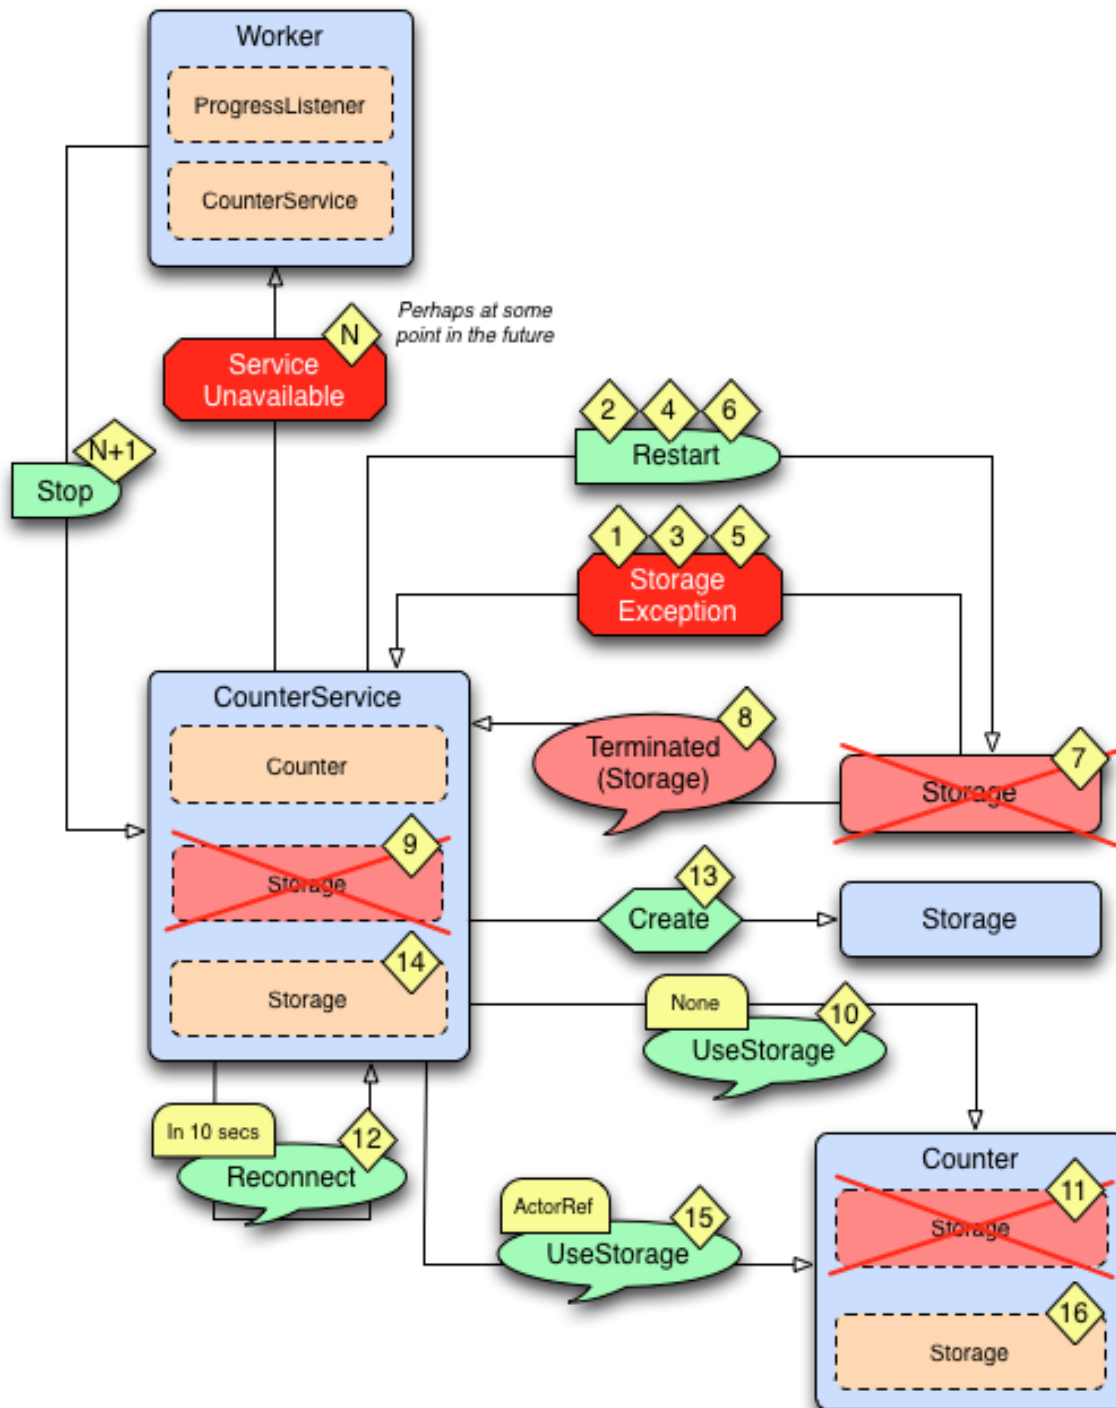 Worker
ProgressListener
CounterService
Perhaps at some
point in the future
N
Service
Unavailable
N+1
Stop
2
4
6
Restart
1
3
5
Storage
Exception
CounterService
Counter
8
Terminated
(Storage)
7
Storage
9
Storage
13
Create
Storage
14
Storage
None
10
UseStorage
In 10 secs
12
Reconnect
Counter
11
Storage
ActorRef
15
UseStorage
16
Storage